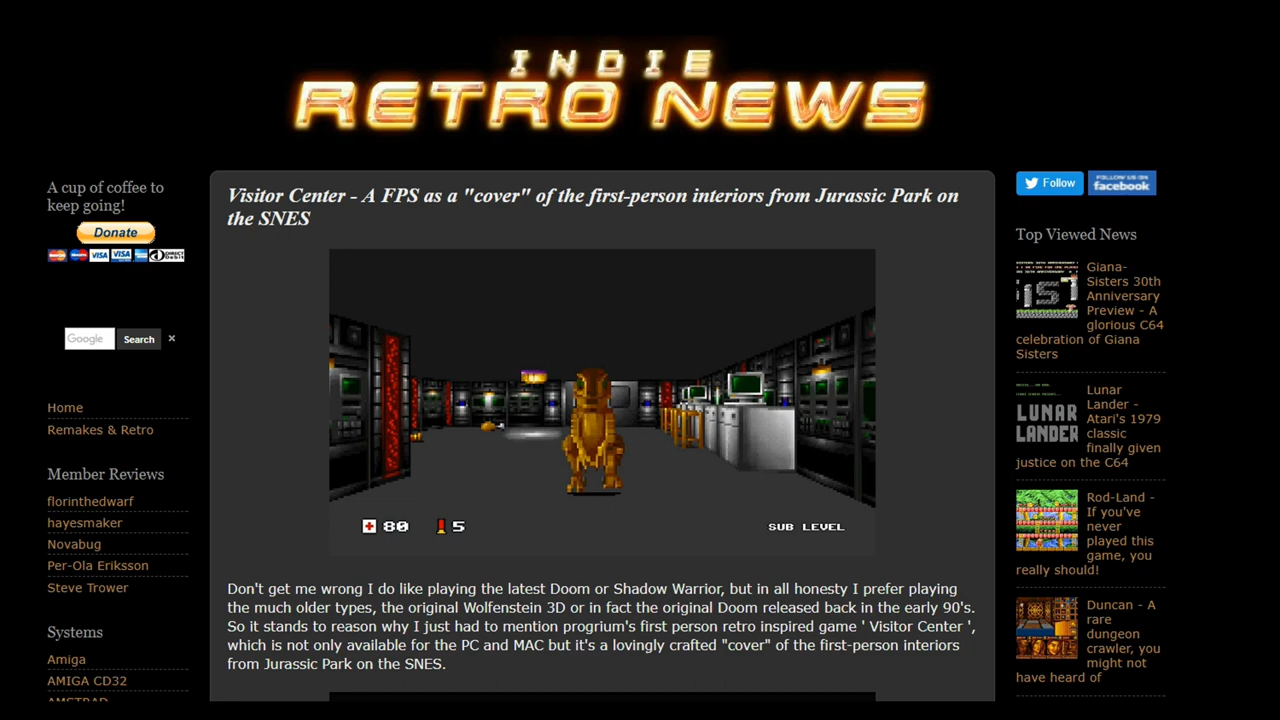 INDIE
RETRO NEWS
A cup of coffee to
keep going!
Donate
VISA
VISA
DIRECT
Debit
Google
Search
×
Home
Remakes & Retro
Member Reviews
florinthedwarf
hayesmaker
Novabug
Per-Ola Eriksson
Steve Trower
Systems
Amiga
AMIGA CD32
AMSTRAD
Visitor Center - A FPS as a "cover" of the first-person interiors from Jurassic Park on
the SNES
80
5
SUB LEVEL
Don't get me wrong I do like playing the latest Doom or Shadow Warrior, but in all honesty I prefer playing
the much older types, the original Wolfenstein 3D or in fact the original Doom released back in the early 90's.
So it stands to reason why I just had to mention progrium's first person retro inspired game ' Visitor Center ',
which is not only available for the PC and MAC but it's a lovingly crafted "cover" of the first-person interiors
from Jurassic Park on the SNES.
Follow
FOLLOW US ON
facebook
Top Viewed News
Giana-
Sisters 30th
Anniversary
Preview - A
glorious C64
celebration of Giana
Sisters
Lunar
Lander -
Atari's 1979
classic
finally given
justice on the C64
LUNAR
LANDER
Rod-Land -
If you've
never
played this
game, you
really should!
Duncan - A
rare
dungeon
crawler, you
might not
have heard of